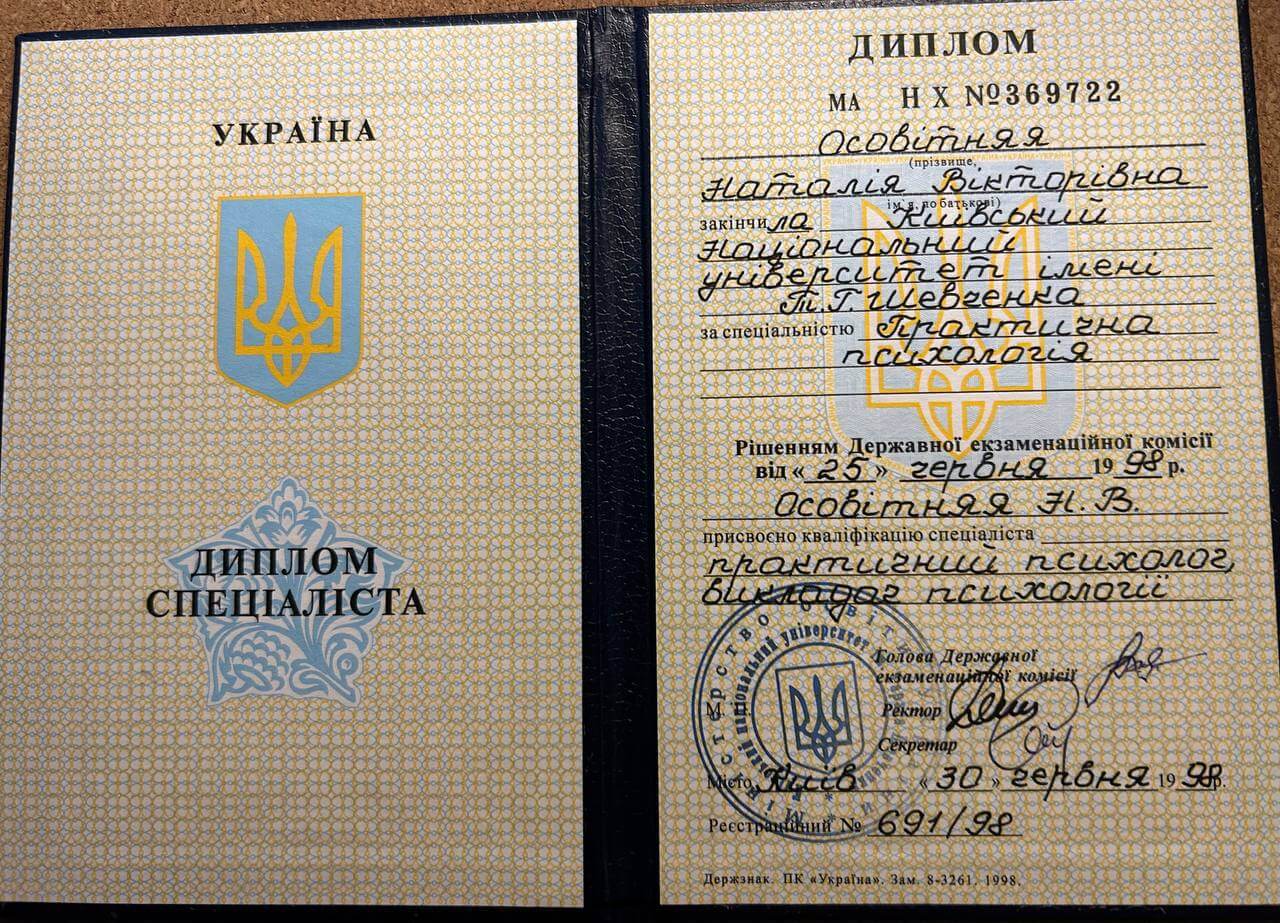 УКРАЇНА
ДИПЛОМ
СПЕЦІАЛІСТА
ДИПЛОМ
МА НХ №369722
Осовітняя
(прізвище,
Наталія Вікторівна
ім'я, по батькові)
закінчила Київський
Національний
університет імені
Т.Г. Шевченка
за спеціальністю Практична
психологія
Рішенням Державної екзаменаційної комісії
від «25» червня 1998 р.
Осовітняя Н.В.
присвоєно кваліфікацію спеціаліста
практичний психолог,
викладач психології
Голова Державної
екзаменаційної комісії
М.
Ректор
Секретар
Місто Київ «30» червня 1998р.
Реєстраційний № 691/98
Держзнак. ПК «Україна». Зам. 8-3261. 1998.